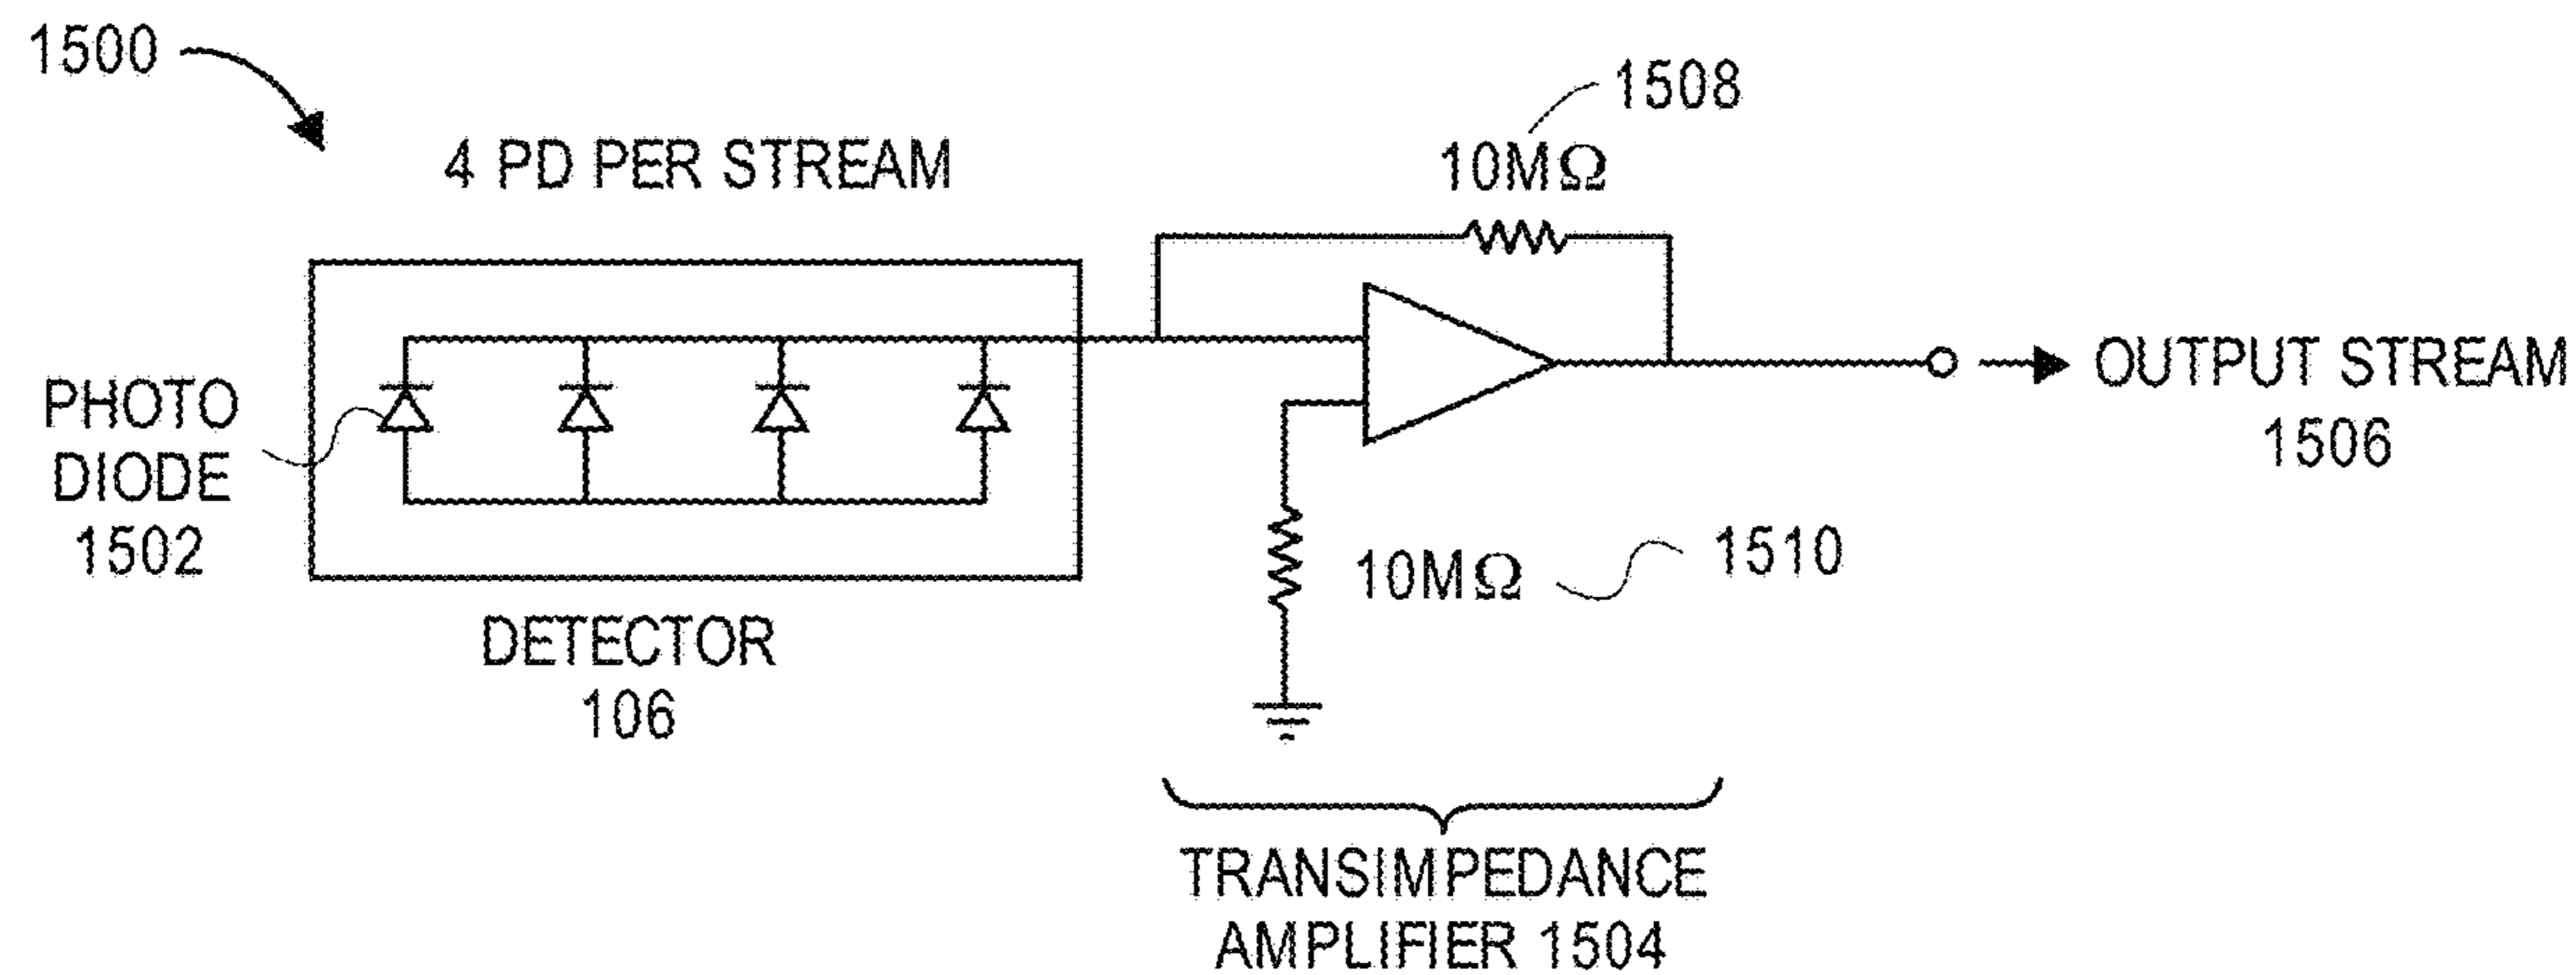 1500
4 PD PER STREAM
1508
10MΩ
PHOTO
DIODE
1502
DETECTOR
106
10MΩ
1510
OUTPUT STREAM
1506
TRANSIMPEDANCE
AMPLIFIER 1504